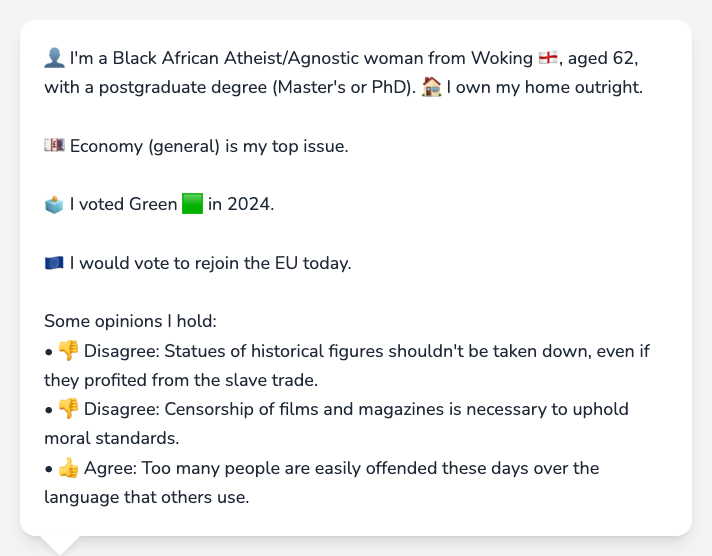 👤 I'm a Black African Atheist/Agnostic woman from Woking 🏴󠁧󠁢󠁥󠁮󠁧󠁿, aged 62,
with a postgraduate degree (Master's or PhD). 🏠 I own my home outright.
💷 Economy (general) is my top issue.
🗳️ I voted Green 🟩 in 2024.
🇪🇺 I would vote to rejoin the EU today.
Some opinions I hold:
• 👎 Disagree: Statues of historical figures shouldn't be taken down, even if
they profited from the slave trade.
• 👎 Disagree: Censorship of films and magazines is necessary to uphold
moral standards.
• 👍 Agree: Too many people are easily offended these days over the
language that others use.